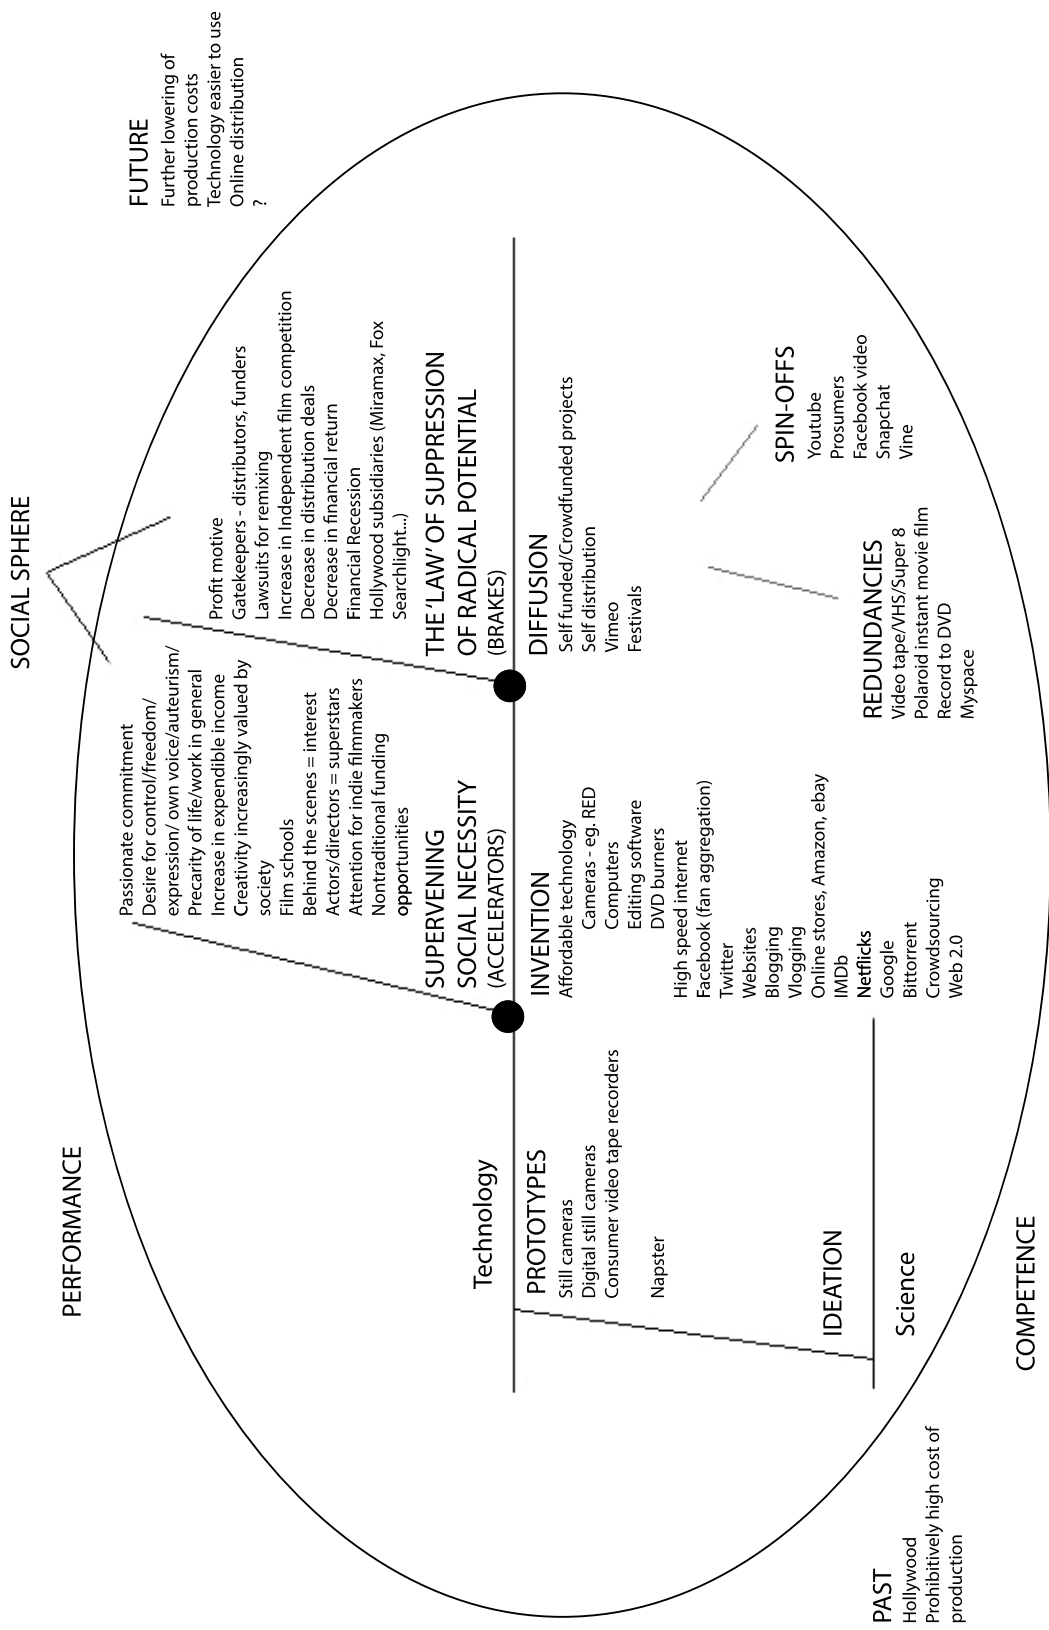 SOCIAL SPHERE
PERFORMANCE
FUTURE
Further lowering of
production costs
Technology easier to use
Online distribution
?
Passionate commitment
Desire for control/freedom/
expression/ own voice/auteurism/
Precarity of life/work in general
Increase in expendible income
Creativity increasingly valued by
society
Film schools
Behind the scenes = interest
Actors/directors = superstars
Attention for indie filmmakers
Nontraditional funding
opportunities
Profit motive
Gatekeepers - distributors, funders
Lawsuits for remixing
Increase in Independent film competition
Decrease in distribution deals
Decrease in financial return
Financial Recession
Hollywood subsidiaries (Miramax, Fox
Searchlight...)
SUPERVENING
SOCIAL NECESSITY
(ACCELERATORS)
THE ‘LAW’ OF SUPPRESSION
OF RADICAL POTENTIAL
(BRAKES)
Technology
PROTOTYPES
Still cameras
Digital still cameras
Consumer video tape recorders
Napster
INVENTION
Affordable technology
Cameras - eg. RED
Computers
Editing software
DVD burners
High speed internet
Facebook (fan aggregation)
Twitter
Websites
Blogging
Vlogging
Online stores, Amazon, ebay
IMDb
Netflicks
Google
Bittorrent
Crowdsourcing
Web 2.0
DIFFUSION
Self funded/Crowdfunded projects
Self distribution
Vimeo
Festivals
IDEATION
Science
REDUNDANCIES
Video tape/VHS/Super 8
Polaroid instant movie film
Record to DVD
Myspace
SPIN-OFFS
Youtube
Prosumers
Facebook video
Snapchat
Vine
PAST
Hollywood
Prohibitively high cost of
production
COMPETENCE